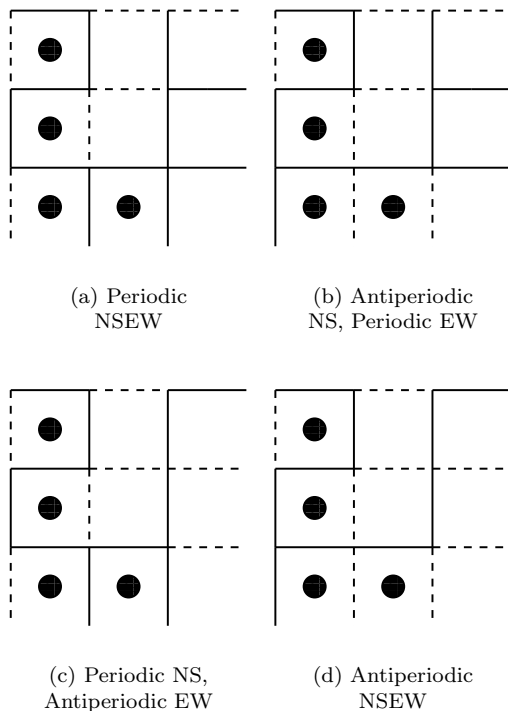 (a) Periodic
NSEW
(b) Antiperiodic
NS, Periodic EW
(c) Periodic NS,
Antiperiodic EW
(d) Antiperiodic
NSEW